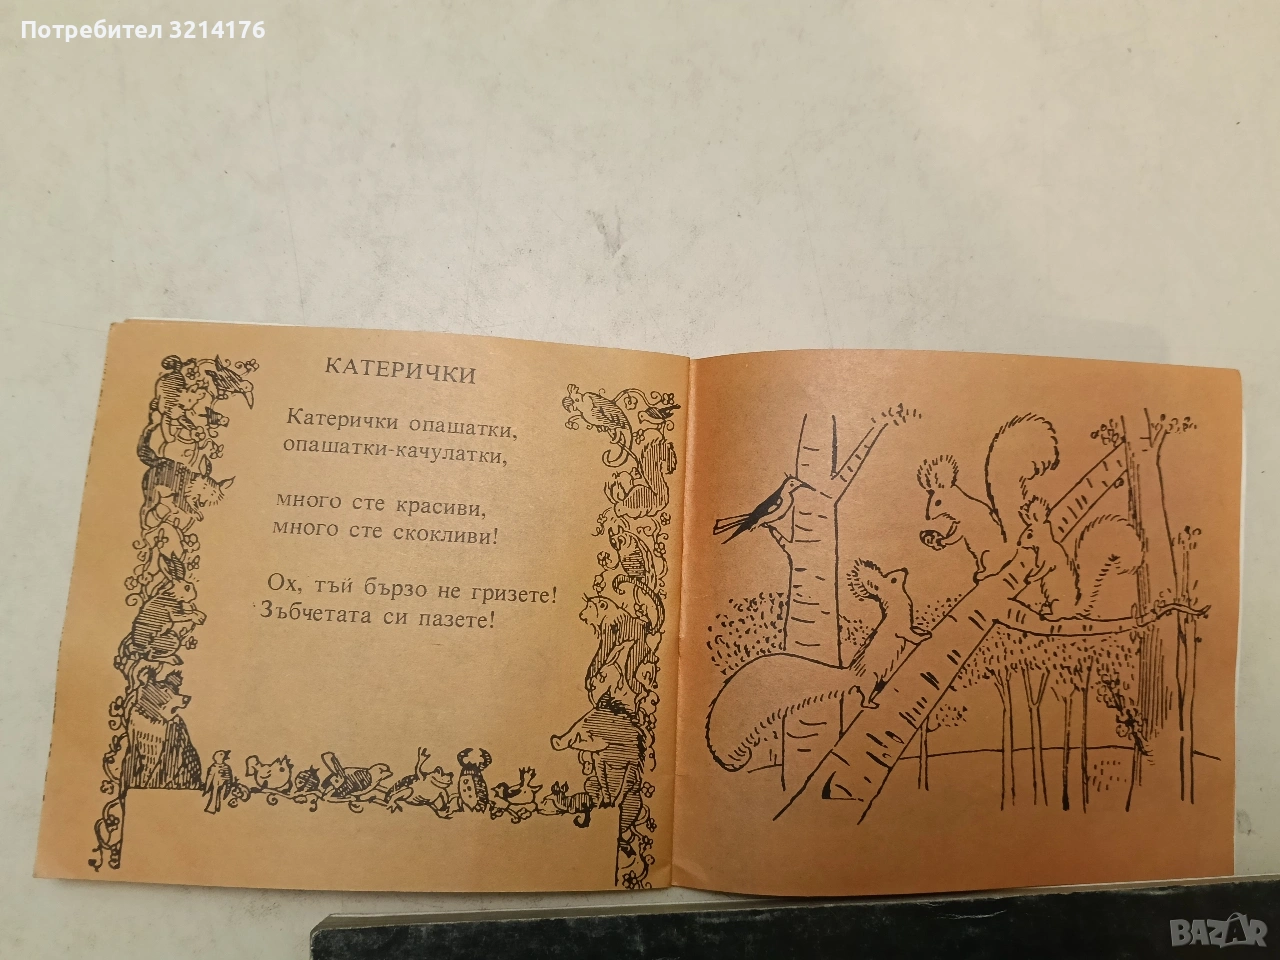 Потребител 3214176
КАТЕРИЧКИ
Катерички опашатки,
опашатки-качулатки,
много сте красиви,
много сте скокливи!
Ох, тъй бързо не гризете!
Зъбчетата си пазете!
BAZAR